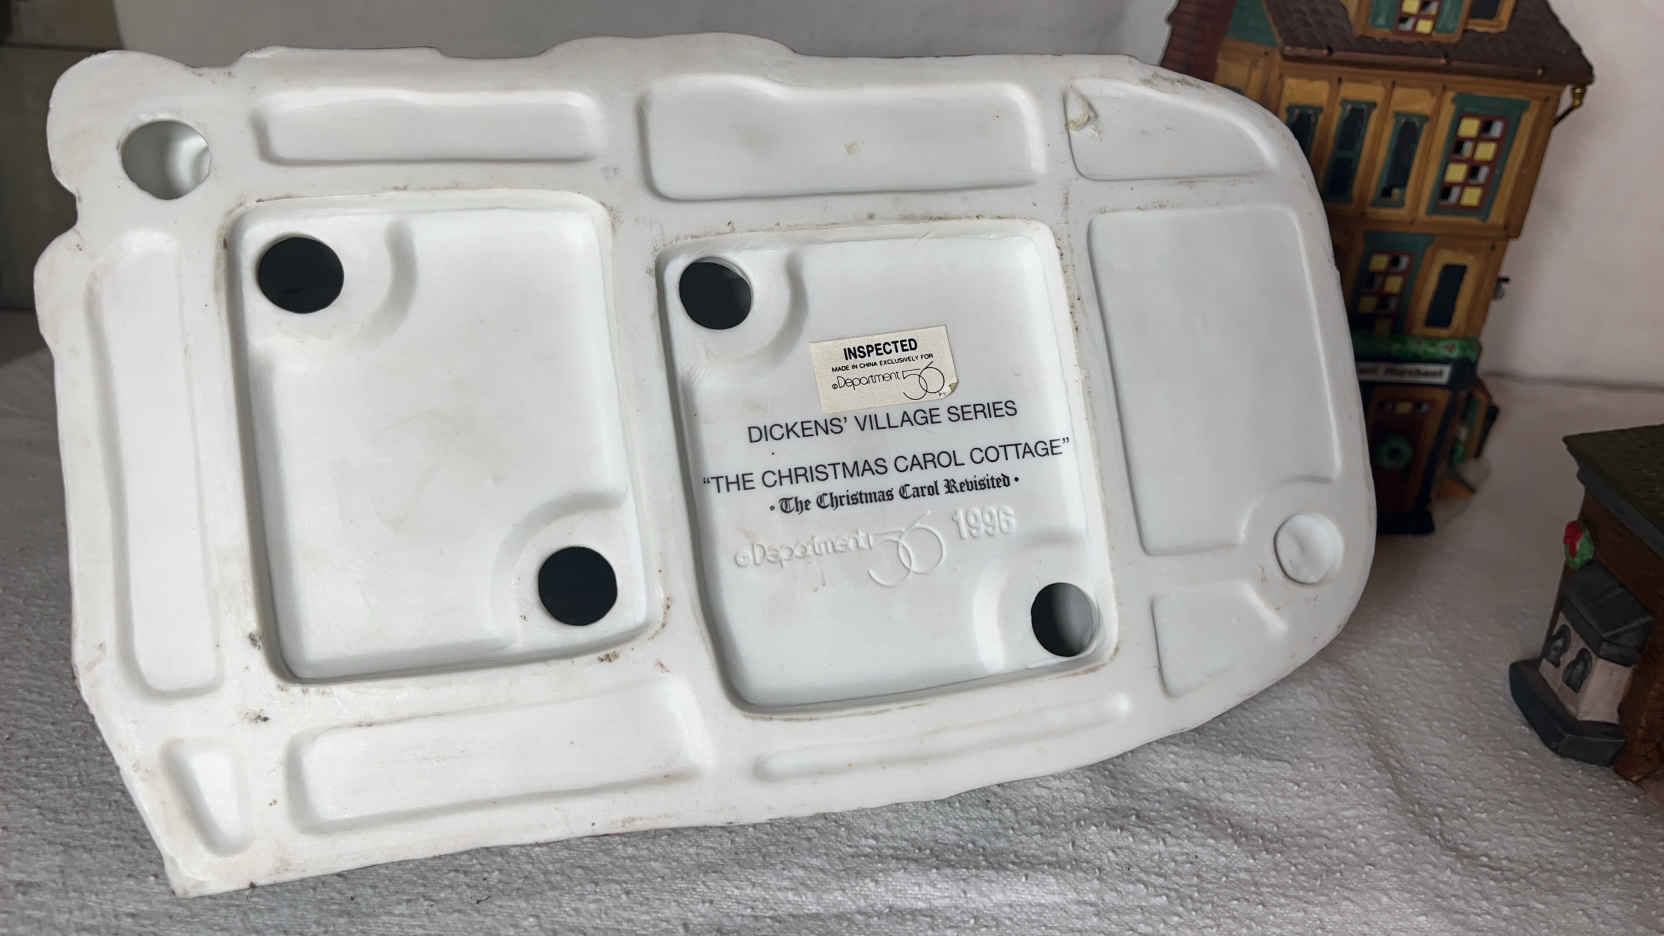 INSPECTED
MADE IN CHINA EXCLUSIVELY FOR
©Department 56
DICKENS' VILLAGE SERIES
“THE CHRISTMAS CAROL COTTAGE”
• The Christmas Carol Revisited •
©Department 56 1996
Merchant